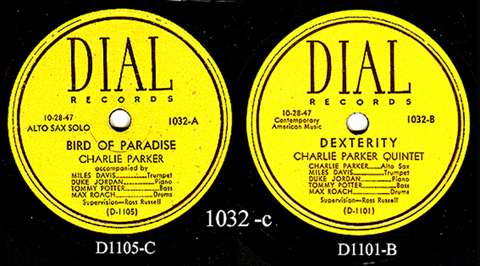 DIAL
RECORDS
10-28-47
ALTO SAX SOLO
1032-A
BIRD OF PARADISE
CHARLIE PARKER
accompanied by
MILES DAVIS..........Trumpet
DUKE JORDAN..........Piano
TOMMY POTTER..........Bass
MAX ROACH..........Drums
Supervision—Ross Russell
(D-1105)
DIAL
RECORDS
10-28-47
Contemporary
American Music
1032-B
DEXTERITY
CHARLIE PARKER QUINTET
CHARLIE PARKER..........Alto Sax
MILES DAVIS..........Trumpet
DUKE JORDAN..........Piano
TOMMY POTTER..........Bass
MAX ROACH..........Drums
Supervision—Ross Russell
(D-1101)
1032 -c
D1105-C
D1101-B